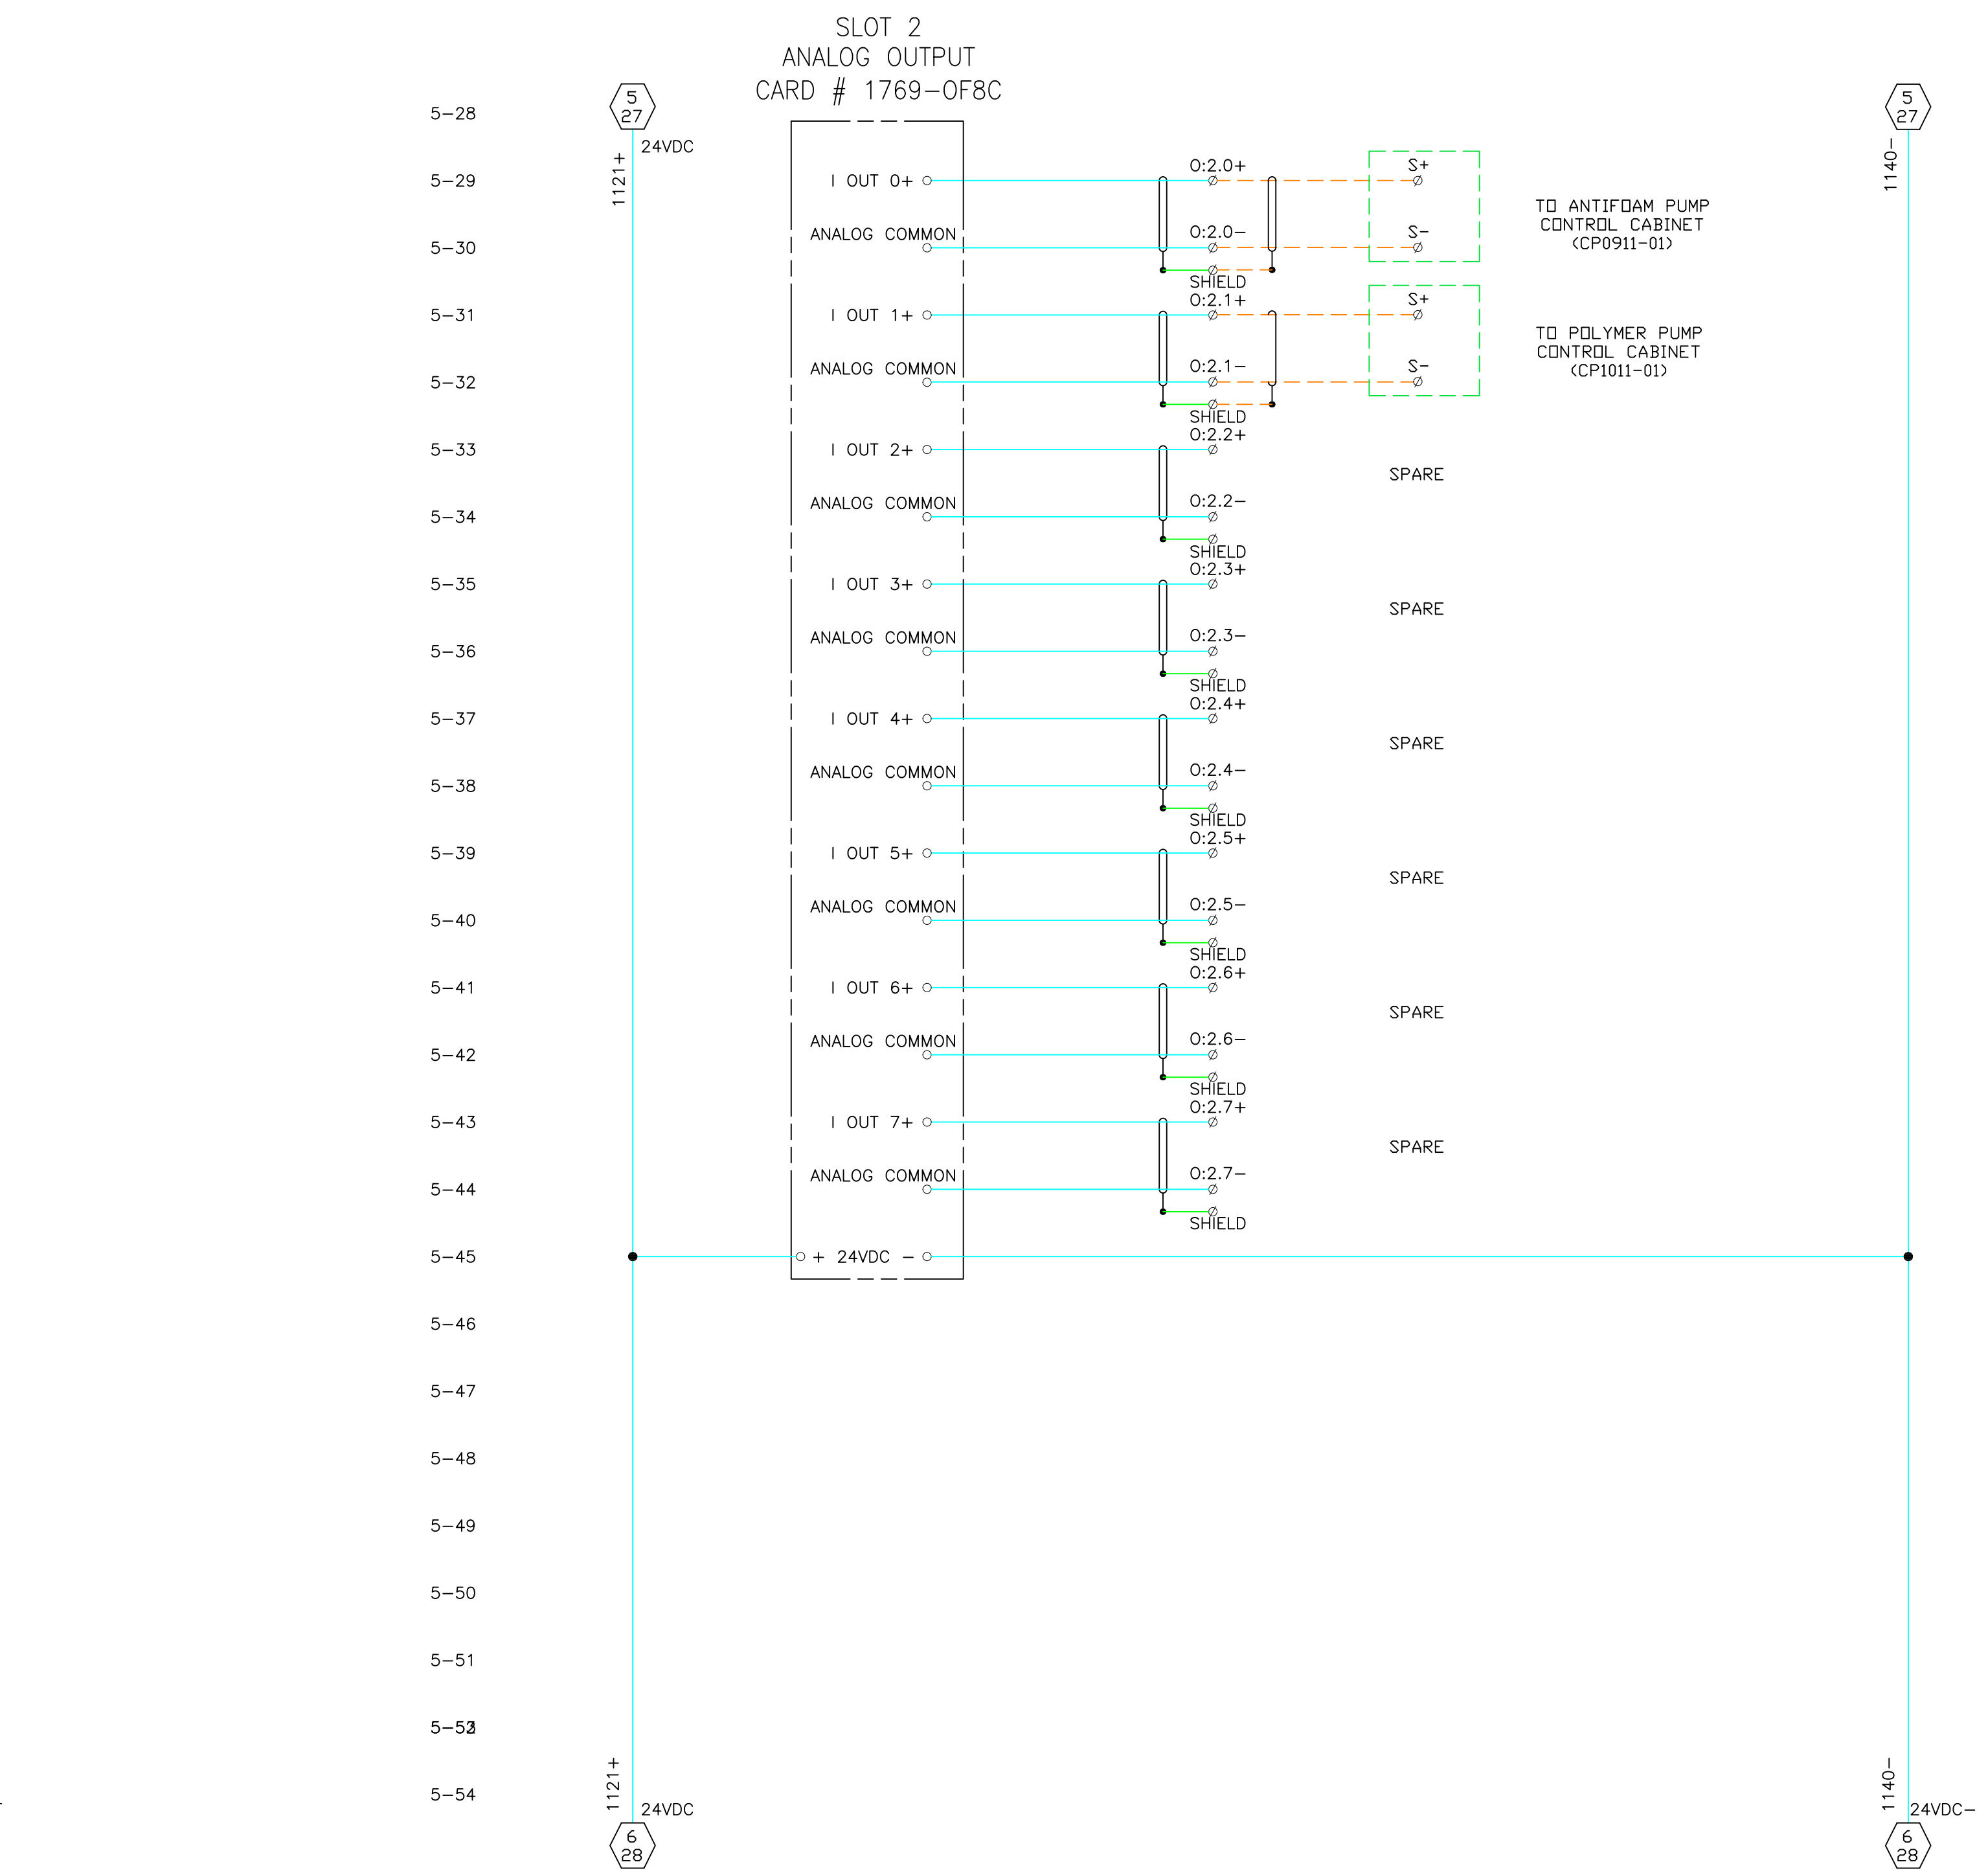 SLOT 2
ANALOG OUTPUT
CARD # 1769-OF8C
5
27
5
27
5-28
24VDC
1121+
1140-
5-29
I OUT 0+
O:2.0+
S+
TO ANTIFOAM PUMP
CONTROL CABINET
(CP0911-01)
5-30
ANALOG COMMON
O:2.0-
S-
SHIELD
5-31
I OUT 1+
O:2.1+
S+
TO POLYMER PUMP
CONTROL CABINET
(CP1011-01)
5-32
ANALOG COMMON
O:2.1-
S-
SHIELD
5-33
I OUT 2+
O:2.2+
SPARE
5-34
ANALOG COMMON
O:2.2-
SHIELD
5-35
I OUT 3+
O:2.3+
SPARE
5-36
ANALOG COMMON
O:2.3-
SHIELD
5-37
I OUT 4+
O:2.4+
SPARE
5-38
ANALOG COMMON
O:2.4-
SHIELD
5-39
I OUT 5+
O:2.5+
SPARE
5-40
ANALOG COMMON
O:2.5-
SHIELD
5-41
I OUT 6+
O:2.6+
SPARE
5-42
ANALOG COMMON
O:2.6-
SHIELD
5-43
I OUT 7+
O:2.7+
SPARE
5-44
ANALOG COMMON
O:2.7-
SHIELD
5-45
+ 24VDC -
5-46
5-47
5-48
5-49
5-50
5-51
5-54
1121+
24VDC
1140-
24VDC-
6
28
6
28